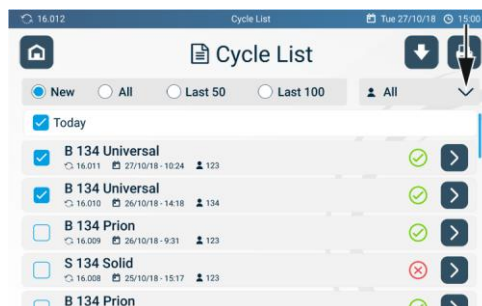 16.012 Cycle List Tue 27/10/18 15:00
Cycle List
New All Last 50 Last 100 All
Today
B 134 Universal
16.011 27/10/18 - 10:24 123
B 134 Universal
16.010 26/10/18 - 14:18 134
B 134 Prion
16.009 26/10/18 - 9:31 123
S 134 Solid
16.008 25/10/18 - 15:17 123
B 134 Prion